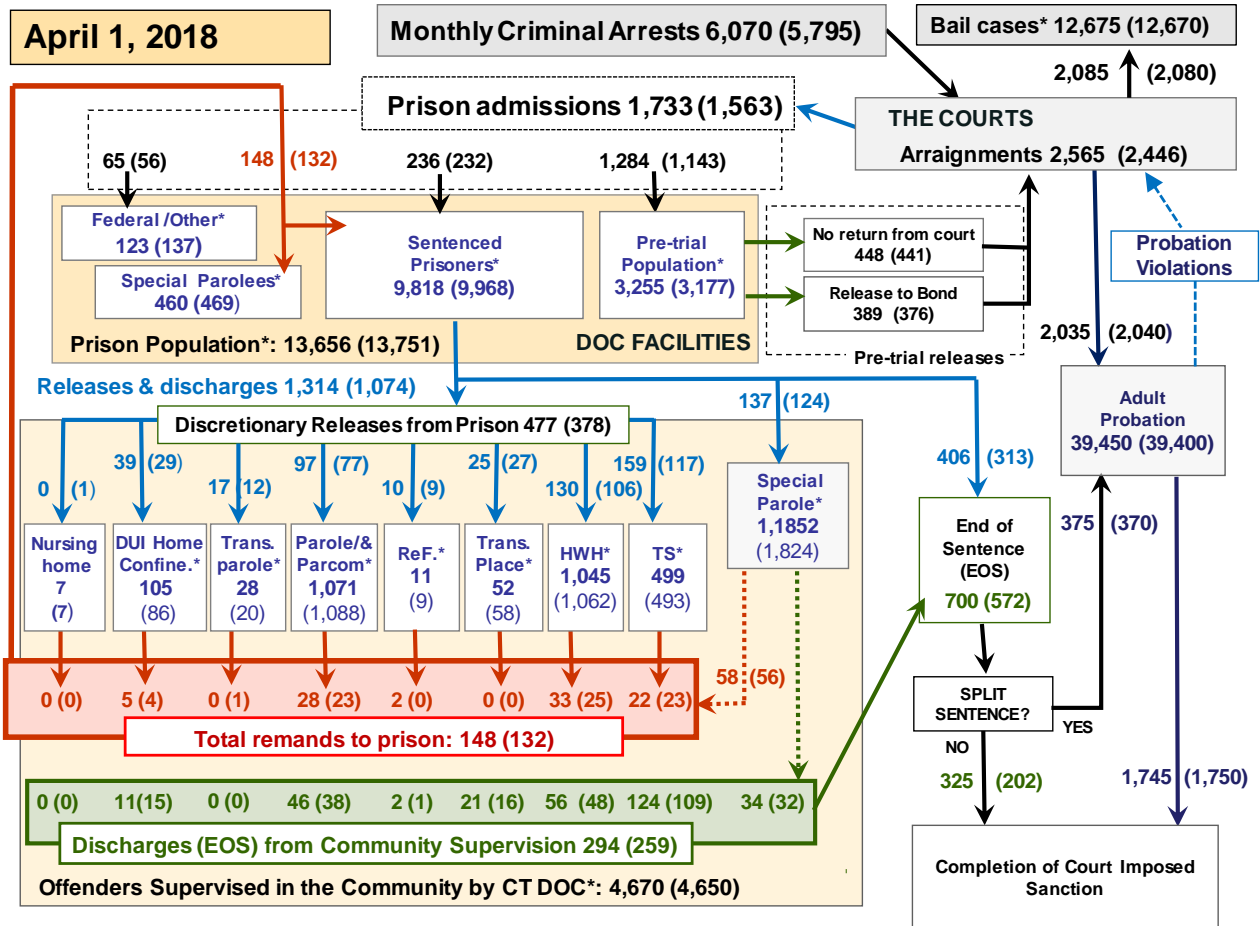 April 1, 2018
Monthly Criminal Arrests 6,070 (5,795)
Bail cases* 12,675 (12,670)
2,085 (2,080)
Prison admissions 1,733 (1,563)
THE COURTS
Arraignments 2,565 (2,446)
65 (56)
148 (132)
236 (232)
1,284 (1,143)
Federal /Other*
123 (137)
Special Parolees*
460 (469)
Sentenced
Prisoners*
9,818 (9,968)
Pre-trial
Population*
3,255 (3,177)
No return from court
448 (441)
Release to Bond
389 (376)
Pre-trial releases
Probation
Violations
Prison Population*: 13,656 (13,751)
DOC FACILITIES
2,035 (2,040)
Releases & discharges 1,314 (1,074)
Discretionary Releases from Prison 477 (378)
137 (124)
406 (313)
Adult
Probation
39,450 (39,400)
0 (1)
39 (29)
17 (12)
97 (77)
10 (9)
25 (27)
130 (106)
159 (117)
Nursing
home
7
(7)
DUI Home
Confine.*
105
(86)
Trans.
parole*
28
(20)
Parole/&
Parcom*
1,071
(1,088)
ReF.*
11
(9)
Trans.
Place*
52
(58)
HWH*
1,045
(1,062)
TS*
499
(493)
Special
Parole*
1,1852
(1,824)
End of
Sentence
(EOS)
700 (572)
375 (370)
0 (0)
5 (4)
0 (1)
28 (23)
2 (0)
0 (0)
33 (25)
22 (23)
58 (56)
Total remands to prison: 148 (132)
SPLIT
SENTENCE?
YES
NO
325 (202)
1,745 (1,750)
0 (0)
11(15)
0 (0)
46 (38)
2 (1)
21 (16)
56 (48)
124 (109)
34 (32)
Discharges (EOS) from Community Supervision 294 (259)
Offenders Supervised in the Community by CT DOC*: 4,670 (4,650)
Completion of Court Imposed
Sanction